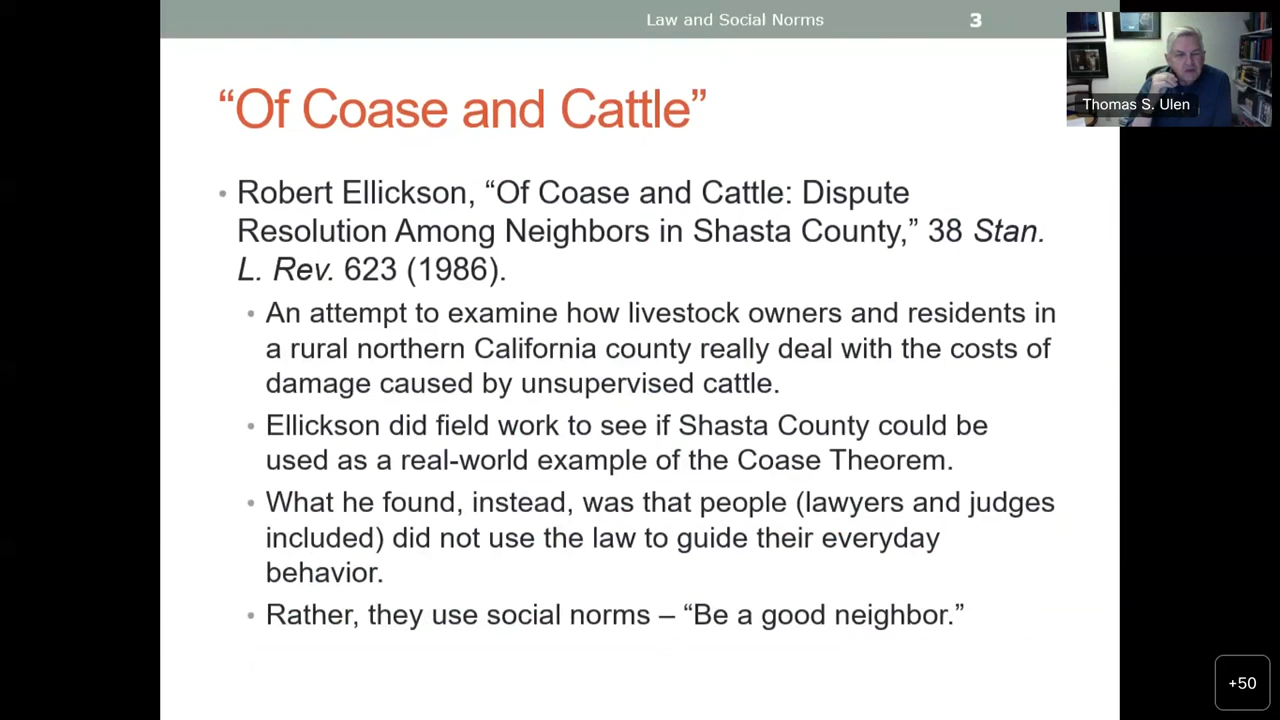 Law and Social Norms
3
Thomas S. Ulen
“Of Coase and Cattle”
• Robert Ellickson, “Of Coase and Cattle: Dispute
Resolution Among Neighbors in Shasta County,” 38 Stan.
L. Rev. 623 (1986).
• An attempt to examine how livestock owners and residents in
a rural northern California county really deal with the costs of
damage caused by unsupervised cattle.
• Ellickson did field work to see if Shasta County could be
used as a real-world example of the Coase Theorem.
• What he found, instead, was that people (lawyers and judges
included) did not use the law to guide their everyday
behavior.
• Rather, they use social norms – “Be a good neighbor.”
+50